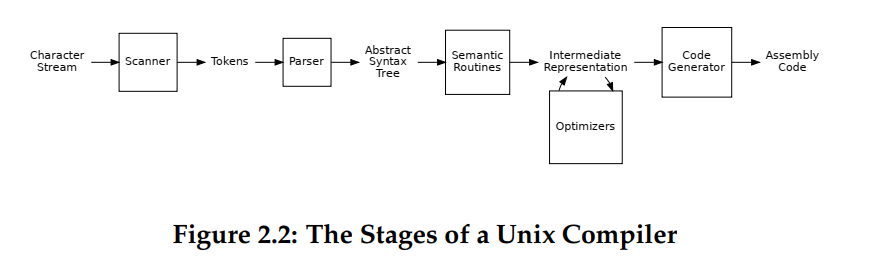 Character
Stream
Scanner
Tokens
Parser
Abstract
Syntax
Tree
Semantic
Routines
Intermediate
Representation
Optimizers
Code
Generator
Assembly
Code
Figure 2.2: The Stages of a Unix Compiler